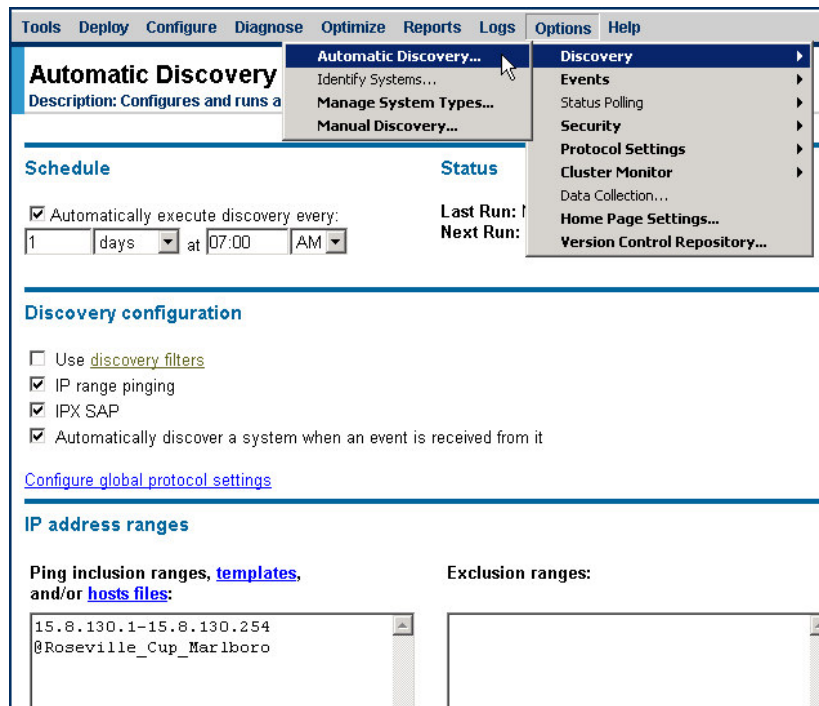 Tools Deploy Configure Diagnose Optimize Reports Logs Options Help
Automatic Discovery... Discovery
Identify Systems... Events
Manage System Types... Status Polling
Manual Discovery... Security
Protocol Settings
Cluster Monitor
Data Collection...
Home Page Settings...
Version Control Repository...
Automatic Discovery
Description: Configures and runs a
Schedule
Automatically execute discovery every:
1 days at 07:00 AM
Status
Last Run:
Next Run:
Discovery configuration
Use discovery filters
IP range pinging
IPX SAP
Automatically discover a system when an event is received from it
Configure global protocol settings
IP address ranges
Ping inclusion ranges, templates,
and/or hosts files:
15.8.130.1-15.8.130.254
@Roseville_Cup_Marlboro
Exclusion ranges: